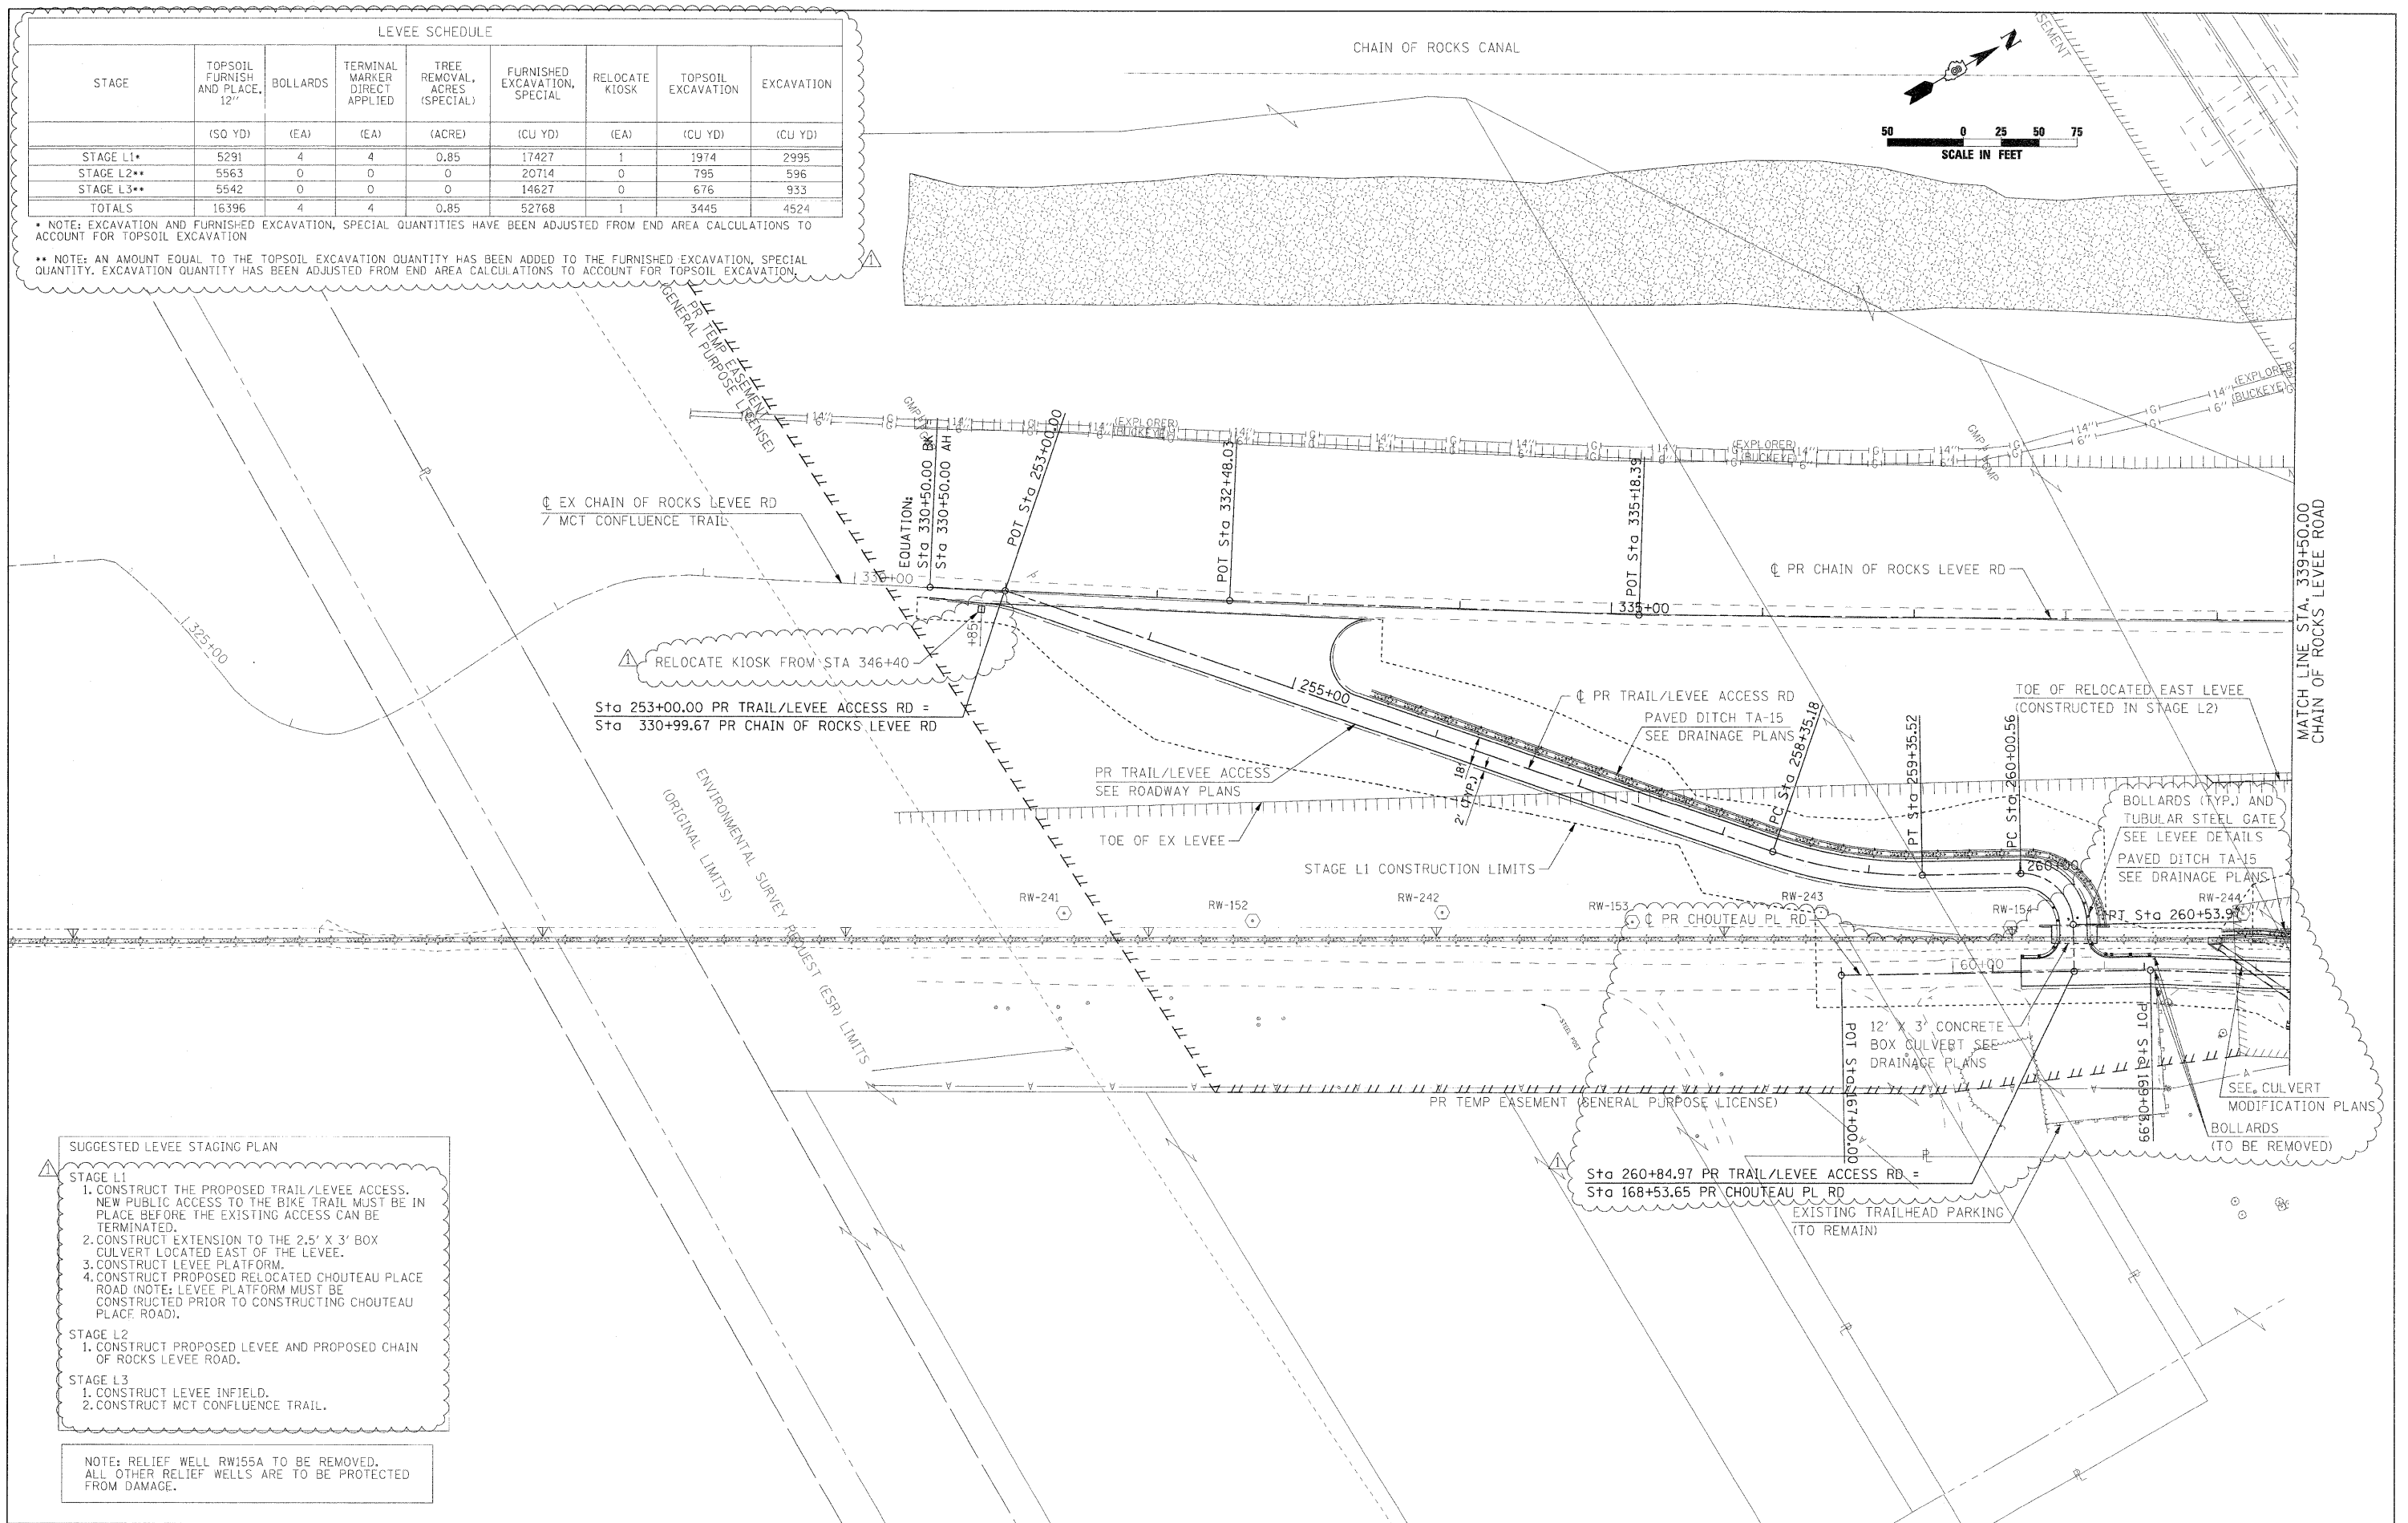 LEVEE SCHEDULE
STAGE
TOPSOIL
FURNISH
AND PLACE,
12"
BOLLARDS
TERMINAL
MARKER
DIRECT
APPLIED
TREE
REMOVAL,
ACRES
(SPECIAL)
FURNISHED
EXCAVATION,
SPECIAL
RELOCATE
KIOSK
TOPSOIL
EXCAVATION
EXCAVATION
(SQ YD) (EA) (EA) (ACRE) (CU YD) (EA) (CU YD) (CU YD)
STAGE L1* 5291 4 4 0.85 17427 1 1974 2995
STAGE L2** 5563 0 0 0 20714 0 795 596
STAGE L3** 5542 0 0 0 14627 0 676 933
TOTALS 16396 4 4 0.85 52768 1 3445 4524
* NOTE: EXCAVATION AND FURNISHED EXCAVATION, SPECIAL QUANTITIES HAVE BEEN ADJUSTED FROM END AREA CALCULATIONS TO
ACCOUNT FOR TOPSOIL EXCAVATION
** NOTE: AN AMOUNT EQUAL TO THE TOPSOIL EXCAVATION QUANTITY HAS BEEN ADDED TO THE FURNISHED EXCAVATION, SPECIAL
QUANTITY. EXCAVATION QUANTITY HAS BEEN ADJUSTED FROM END AREA CALCULATIONS TO ACCOUNT FOR TOPSOIL EXCAVATION.
1
CHAIN OF ROCKS CANAL
N
50 0 25 50 75
SCALE IN FEET
PR TEMP EASEMENT
(GENERAL PURPOSE LICENSE)
14" (EXPLORER)
6" (BUCKEYE)
(EXPLORER)
(BUCKEYE)
(EXPLORER)
(BUCKEYE)
EQUATION:
Sta 330+50.00 BK
Sta 330+50.00 AH
POT Sta 253+00.00
POT Sta 332+48.03
POT Sta 335+18.39
℄ EX CHAIN OF ROCKS LEVEE RD
/ MCT CONFLUENCE TRAIL
325+00
330+00
335+00
℄ PR CHAIN OF ROCKS LEVEE RD
MATCH LINE STA. 339+50.00
CHAIN OF ROCKS LEVEE ROAD
+85
1
RELOCATE KIOSK FROM STA 346+40
Sta 253+00.00 PR TRAIL/LEVEE ACCESS RD =
Sta 330+99.67 PR CHAIN OF ROCKS LEVEE RD
255+00
℄ PR TRAIL/LEVEE ACCESS RD
PAVED DITCH TA-15
SEE DRAINAGE PLANS
TOE OF RELOCATED EAST LEVEE
(CONSTRUCTED IN STAGE L2)
PC Sta 258+35.18
PT Sta 259+35.52
PC Sta 260+00.56
PR TRAIL/LEVEE ACCESS
SEE ROADWAY PLANS
18'
2' (TYP.)
BOLLARDS (TYP.) AND
TUBULAR STEEL GATE
SEE LEVEE DETAILS
PAVED DITCH TA-15
SEE DRAINAGE PLANS
TOE OF EX LEVEE
STAGE L1 CONSTRUCTION LIMITS
260+00
ENVIRONMENTAL SURVEY REQUEST (ESR) LIMITS
(ORIGINAL LIMITS)
RW-241
RW-152
RW-242
RW-153
RW-243
RW-154
RW-244
℄ PR CHOUTEAU PL RD
PT Sta 260+53.97
STEEL POST
POT Sta 167+00.00
12' X 3' CONCRETE
BOX CULVERT SEE
DRAINAGE PLANS
POT Sta 169+03.99
SEE CULVERT
MODIFICATION PLANS
BOLLARDS
(TO BE REMOVED)
PR TEMP EASEMENT (GENERAL PURPOSE LICENSE)
1
Sta 260+84.97 PR TRAIL/LEVEE ACCESS RD =
Sta 168+53.65 PR CHOUTEAU PL RD
EXISTING TRAILHEAD PARKING
(TO REMAIN)
SUGGESTED LEVEE STAGING PLAN
1
STAGE L1
1. CONSTRUCT THE PROPOSED TRAIL/LEVEE ACCESS.
NEW PUBLIC ACCESS TO THE BIKE TRAIL MUST BE IN
PLACE BEFORE THE EXISTING ACCESS CAN BE
TERMINATED.
2. CONSTRUCT EXTENSION TO THE 2.5' X 3' BOX
CULVERT LOCATED EAST OF THE LEVEE.
3. CONSTRUCT LEVEE PLATFORM.
4. CONSTRUCT PROPOSED RELOCATED CHOUTEAU PLACE
ROAD (NOTE: LEVEE PLATFORM MUST BE
CONSTRUCTED PRIOR TO CONSTRUCTING CHOUTEAU
PLACE ROAD).
STAGE L2
1. CONSTRUCT PROPOSED LEVEE AND PROPOSED CHAIN
OF ROCKS LEVEE ROAD.
STAGE L3
1. CONSTRUCT LEVEE INFIELD.
2. CONSTRUCT MCT CONFLUENCE TRAIL.
NOTE: RELIEF WELL RW155A TO BE REMOVED.
ALL OTHER RELIEF WELLS ARE TO BE PROTECTED
FROM DAMAGE.